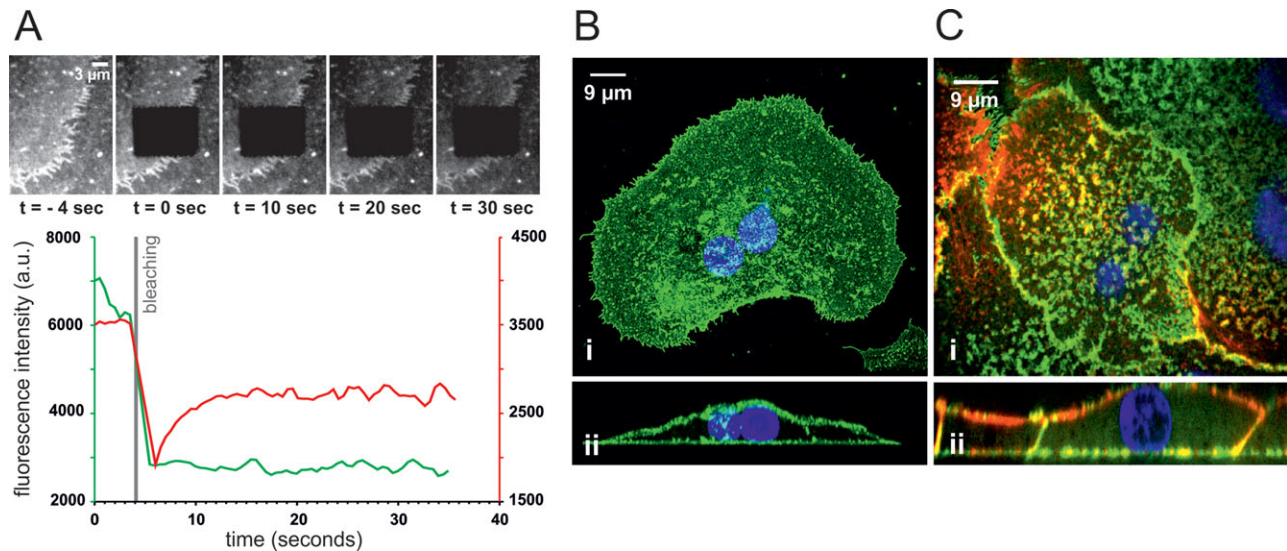 A
B
C
3 µm
t = - 4 sec
t = 0 sec
t = 10 sec
t = 20 sec
t = 30 sec
8000
6000
4000
2000
fluorescence intensity (a.u.)
bleaching
4500
3500
2500
1500
0
10
20
30
40
time (seconds)
9 µm
i
ii
9 µm
i
ii